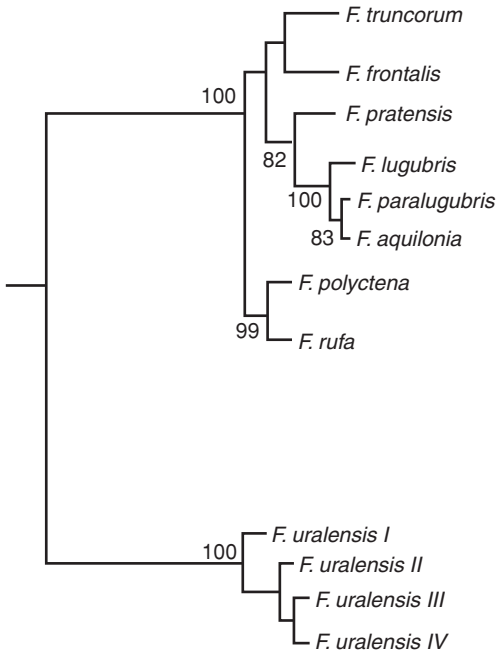 F. truncorum
100
F. frontalis
F. pratensis
82
F. lugubris
100
F. paralugubris
83
F. aquilonia
F. polyctena
99
F. rufa
F. uralensis I
100
F. uralensis II
F. uralensis III
F. uralensis IV